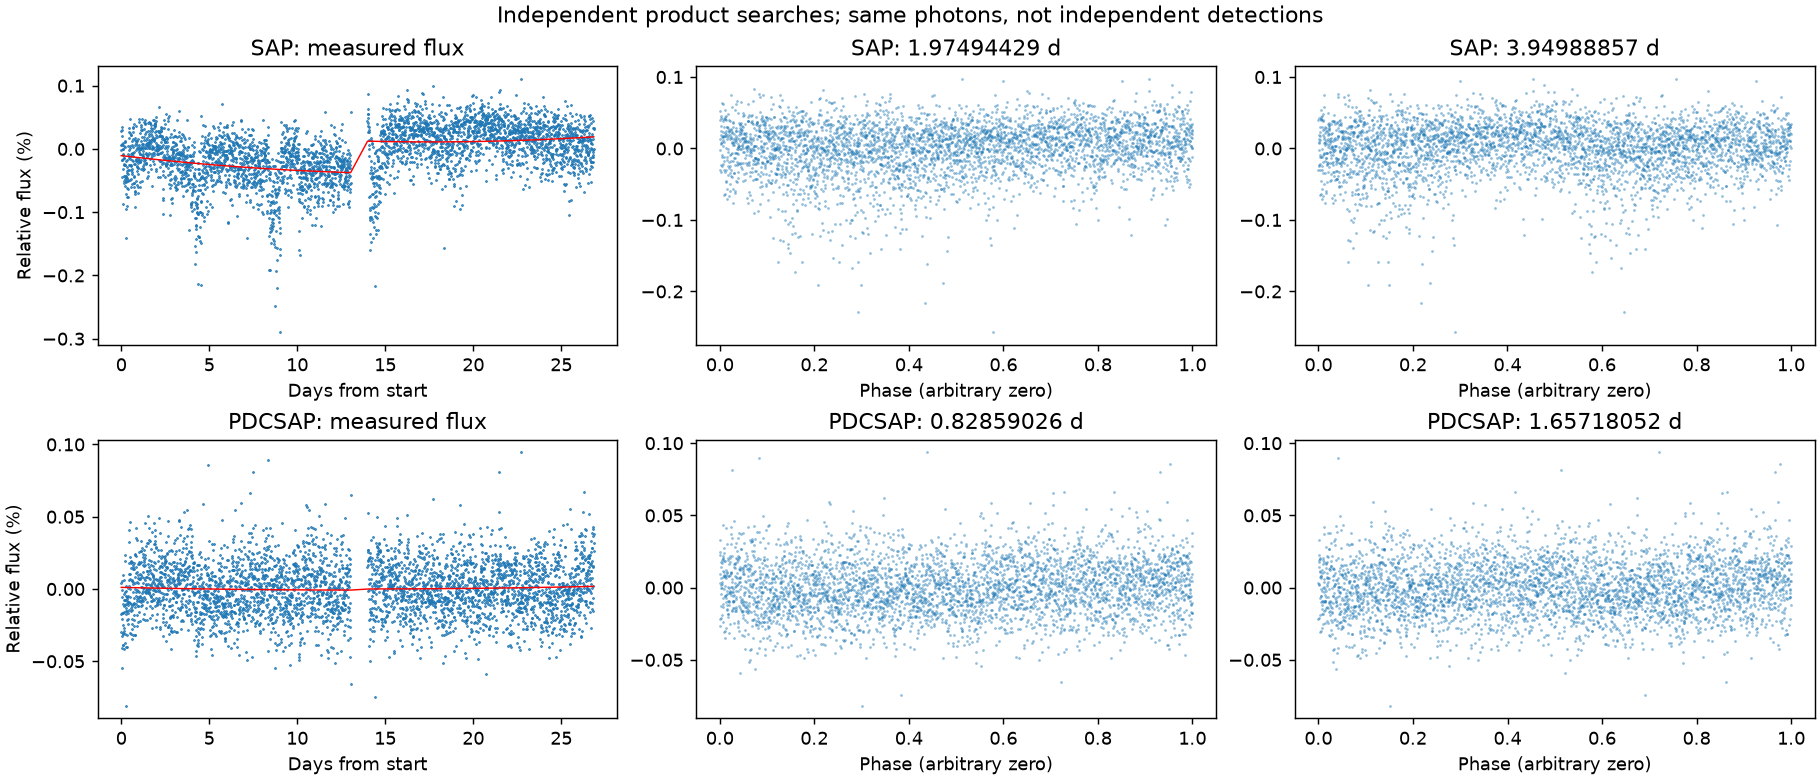 Independent product searches; same photons, not independent detections
SAP: measured flux
SAP: 1.97494429 d
SAP: 3.94988857 d
Relative flux (%)
0.1
0.0
−0.1
−0.2
−0.3
0 5 10 15 20 25
Days from start
0.1
0.0
−0.1
−0.2
0.0 0.2 0.4 0.6 0.8 1.0
Phase (arbitrary zero)
0.1
0.0
−0.1
−0.2
0.0 0.2 0.4 0.6 0.8 1.0
Phase (arbitrary zero)
PDCSAP: measured flux
PDCSAP: 0.82859026 d
PDCSAP: 1.65718052 d
Relative flux (%)
0.10
0.05
0.00
−0.05
0 5 10 15 20 25
Days from start
0.10
0.05
0.00
−0.05
0.0 0.2 0.4 0.6 0.8 1.0
Phase (arbitrary zero)
0.10
0.05
0.00
−0.05
0.0 0.2 0.4 0.6 0.8 1.0
Phase (arbitrary zero)